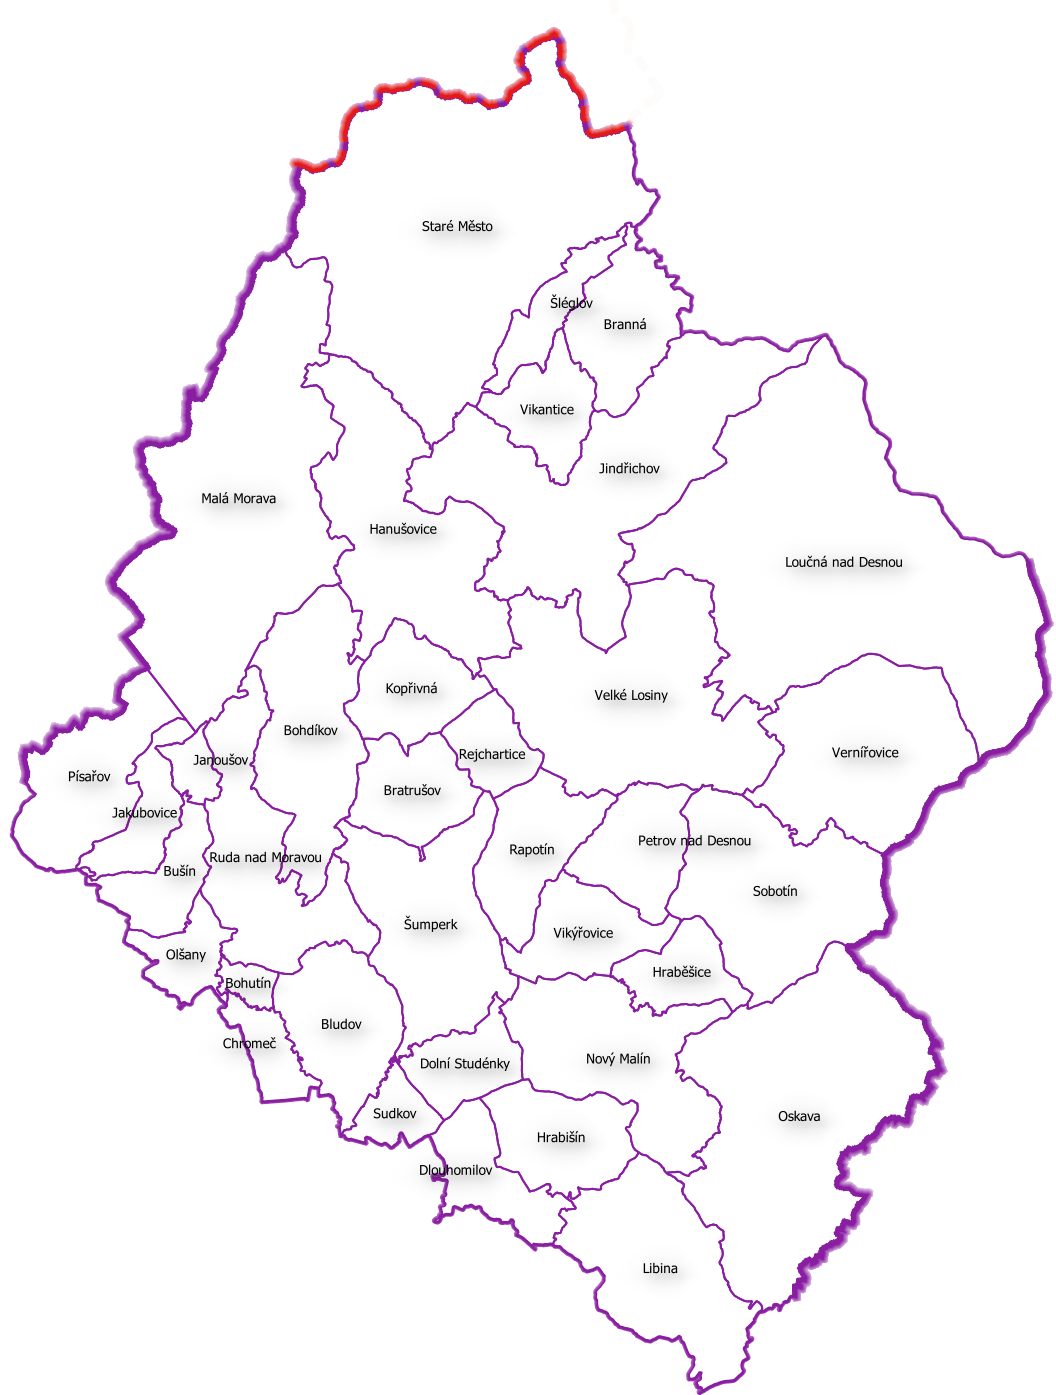 Staré Město
Šléglov
Branná
Vikantice
Jindřichov
Malá Morava
Hanušovice
Loučná nad Desnou
Kopřivná
Velké Losiny
Bohdíkov
Rejchartice
Vernířovice
Janoušov
Písařov
Bratrušov
Jakubovice
Petrov nad Desnou
Rapotín
Ruda nad Moravou
Bušín
Sobotín
Šumperk
Vikýřovice
Olšany
Hraběšice
Bohutín
Bludov
Chromeč
Nový Malín
Dolní Studénky
Sudkov
Oskava
Hrabišín
Dlouhomilov
Libina